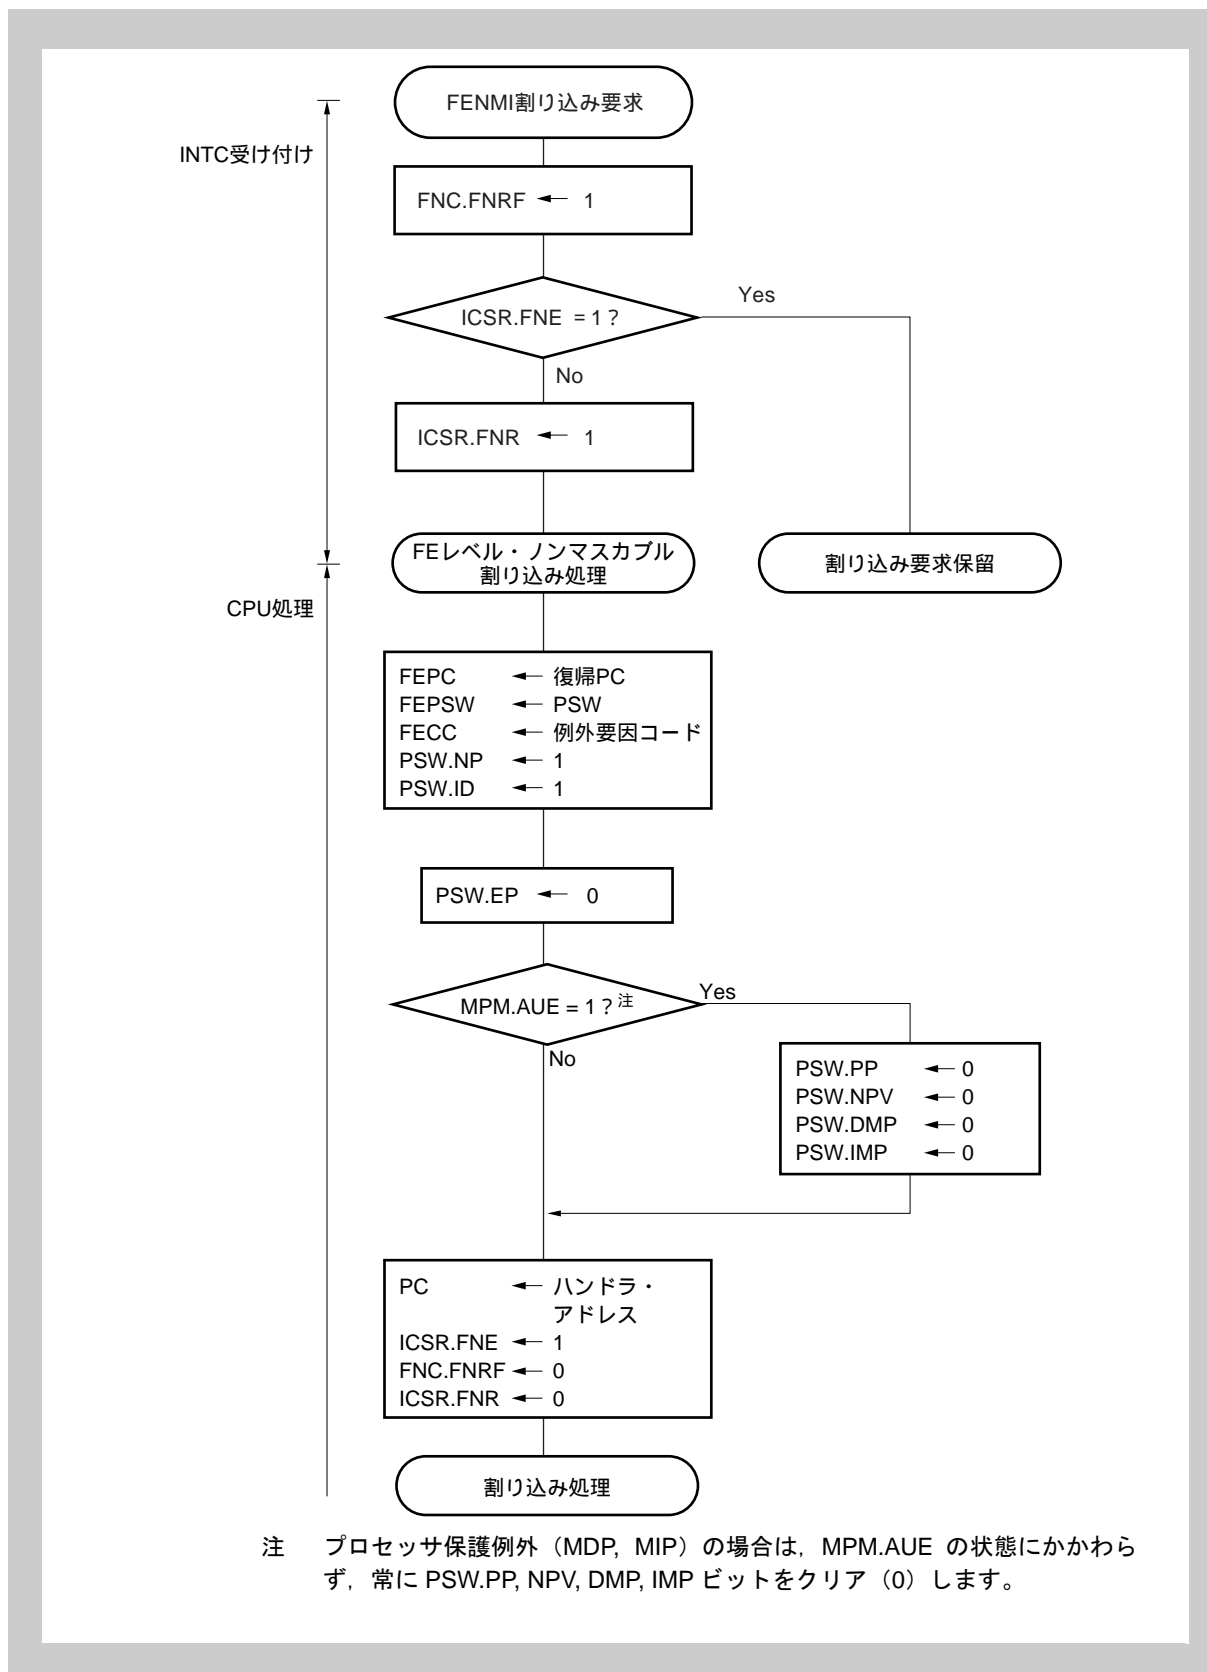 FENMI割り込み要求
INTC受け付け
FNC.FNRF ← 1
Yes
ICSR.FNE = 1 ?
No
ICSR.FNR ← 1
FEレベル・ノンマスカブル
割り込み処理
割り込み要求保留
CPU処理
FEPC ← 復帰PC
FEPSW ← PSW
FECC ← 例外要因コード
PSW.NP ← 1
PSW.ID ← 1
PSW.EP ← 0
MPM.AUE = 1 ? 注
Yes
No
PSW.PP ← 0
PSW.NPV ← 0
PSW.DMP ← 0
PSW.IMP ← 0
PC ← ハンドラ・
アドレス
ICSR.FNE ← 1
FNC.FNRF ← 0
ICSR.FNR ← 0
割り込み処理
注 プロセッサ保護例外（MDP, MIP）の場合は，MPM.AUE の状態にかかわら
ず，常に PSW.PP, NPV, DMP, IMP ビットをクリア（0）します。